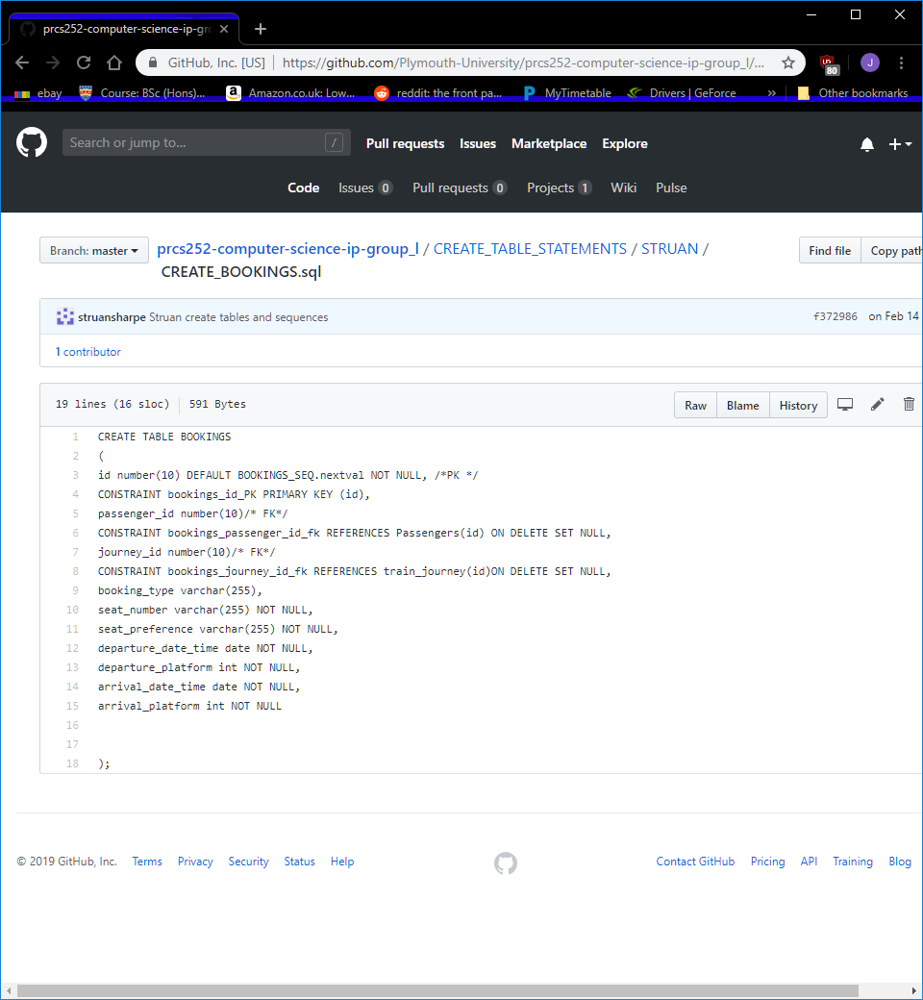 prcs252-computer-science-ip-gro
GitHub, Inc. [US] | https://github.com/Plymouth-University/prcs252-computer-science-ip-group_l/...
80
J
ebay
Course: BSc (Hons)...
Amazon.co.uk: Low...
reddit: the front pa...
MyTimetable
Drivers | GeForce
»
Other bookmarks
Search or jump to...
/
Pull requests
Issues
Marketplace
Explore
Code
Issues 0
Pull requests 0
Projects 1
Wiki
Pulse
Branch: master
prcs252-computer-science-ip-group_l / CREATE_TABLE_STATEMENTS / STRUAN /
CREATE_BOOKINGS.sql
Find file
Copy path
struansharpe Struan create tables and sequences
f372986 on Feb 14
1 contributor
19 lines (16 sloc) 591 Bytes
Raw
Blame
History
1 CREATE TABLE BOOKINGS
2 (
3 id number(10) DEFAULT BOOKINGS_SEQ.nextval NOT NULL, /*PK */
4 CONSTRAINT bookings_id_PK PRIMARY KEY (id),
5 passenger_id number(10)/* FK*/
6 CONSTRAINT bookings_passenger_id_fk REFERENCES Passengers(id) ON DELETE SET NULL,
7 journey_id number(10)/* FK*/
8 CONSTRAINT bookings_journey_id_fk REFERENCES train_journey(id)ON DELETE SET NULL,
9 booking_type varchar(255),
10 seat_number varchar(255) NOT NULL,
11 seat_preference varchar(255) NOT NULL,
12 departure_date_time date NOT NULL,
13 departure_platform int NOT NULL,
14 arrival_date_time date NOT NULL,
15 arrival_platform int NOT NULL
16
17
18 );
© 2019 GitHub, Inc.
Terms
Privacy
Security
Status
Help
Contact GitHub
Pricing
API
Training
Blog